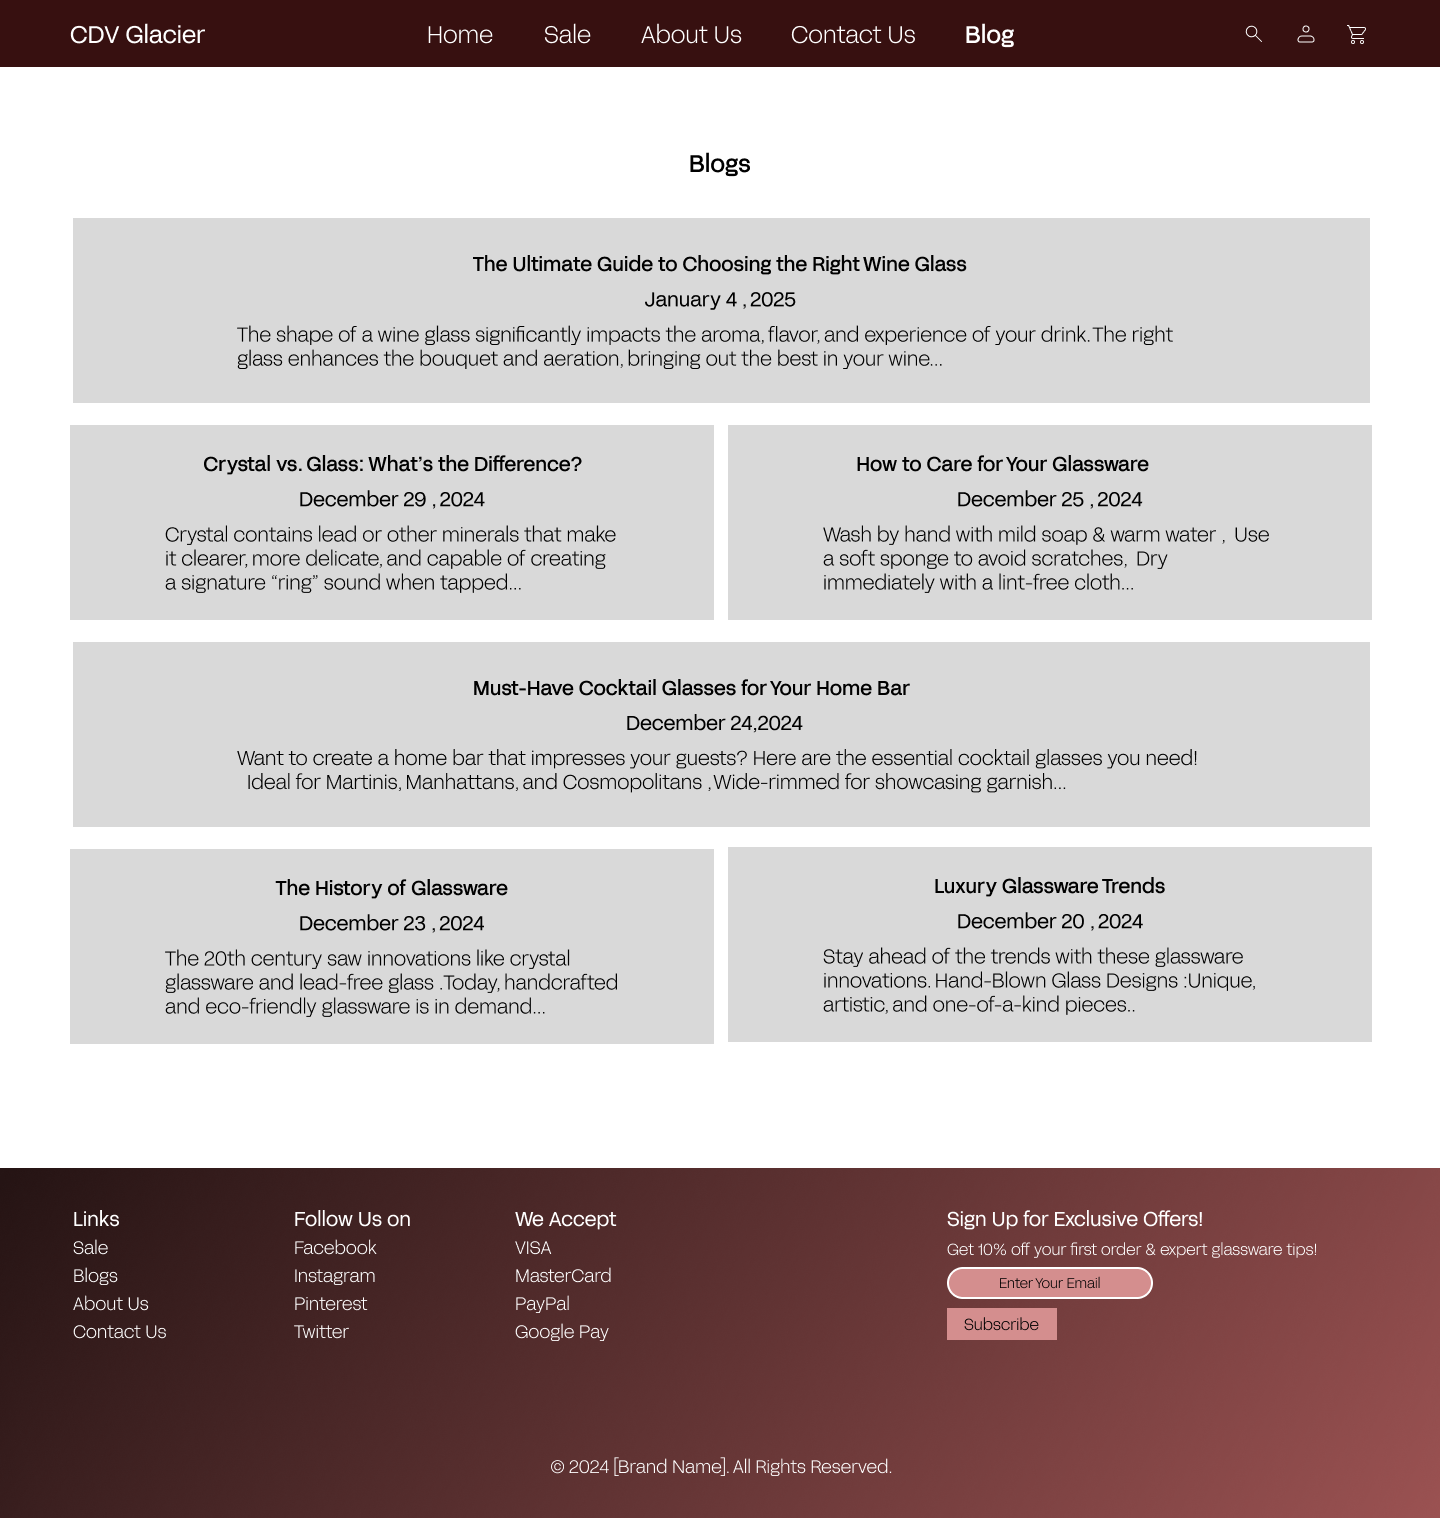 CDV Glacier
Home
Sale
About Us
Contact Us
Blog
Blogs
The Ultimate Guide to Choosing the Right Wine Glass
January 4 , 2025
The shape of a wine glass significantly impacts the aroma, flavor, and experience of your drink. The right
glass enhances the bouquet and aeration, bringing out the best in your wine...
Crystal vs. Glass: What’s the Difference?
December 29 , 2024
Crystal contains lead or other minerals that make
it clearer, more delicate, and capable of creating
a signature “ring” sound when tapped...
How to Care for Your Glassware
December 25 , 2024
Wash by hand with mild soap & warm water , Use
a soft sponge to avoid scratches, Dry
immediately with a lint-free cloth...
Must-Have Cocktail Glasses for Your Home Bar
December 24,2024
Want to create a home bar that impresses your guests? Here are the essential cocktail glasses you need!
Ideal for Martinis, Manhattans, and Cosmopolitans , Wide-rimmed for showcasing garnish...
The History of Glassware
December 23 , 2024
The 20th century saw innovations like crystal
glassware and lead-free glass . Today, handcrafted
and eco-friendly glassware is in demand...
Luxury Glassware Trends
December 20 , 2024
Stay ahead of the trends with these glassware
innovations. Hand-Blown Glass Designs :Unique,
artistic, and one-of-a-kind pieces..
Links
Sale
Blogs
About Us
Contact Us
Follow Us on
Facebook
Instagram
Pinterest
Twitter
We Accept
VISA
MasterCard
PayPal
Google Pay
Sign Up for Exclusive Offers!
Get 10% off your first order & expert glassware tips!
Enter Your Email
Subscribe
© 2024 [Brand Name]. All Rights Reserved.